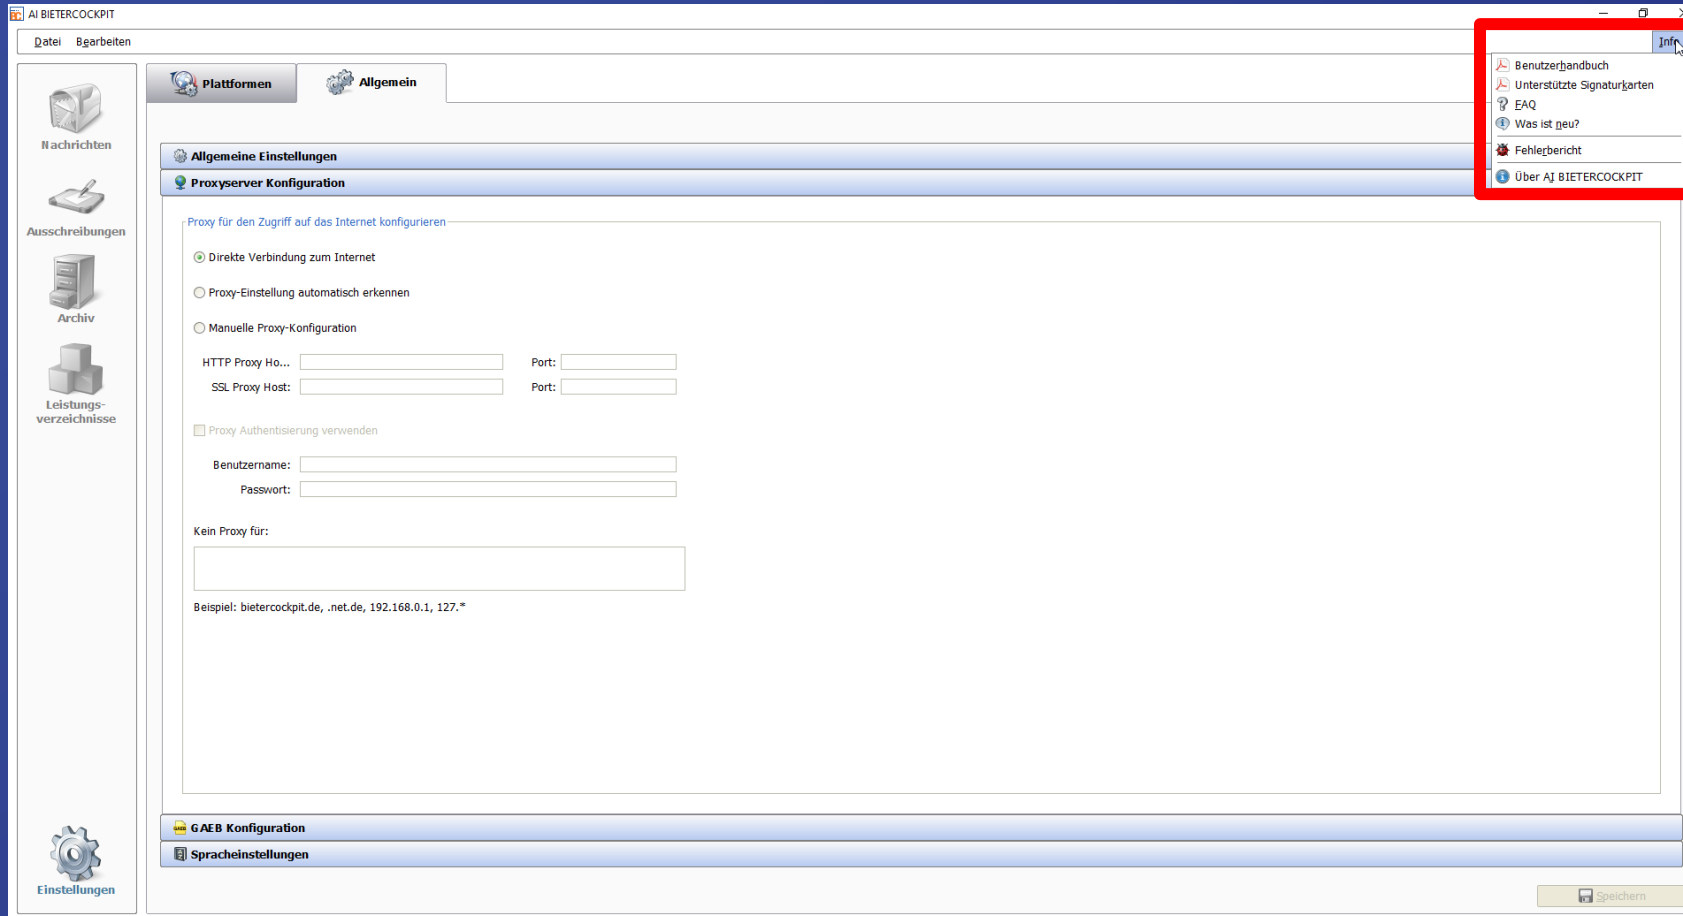 AI BIETERCOCKPIT
Datei Bearbeiten Info
Benutzerhandbuch
Unterstützte Signaturkarten
FAQ
Was ist neu?
Fehlerbericht
Über AI BIETERCOCKPIT
Nachrichten
Ausschreibungen
Archiv
Leistungs-
verzeichnisse
Einstellungen
Plattformen Allgemein
Allgemeine Einstellungen
Proxyserver Konfiguration
Proxy für den Zugriff auf das Internet konfigurieren
Direkte Verbindung zum Internet
Proxy-Einstellung automatisch erkennen
Manuelle Proxy-Konfiguration
HTTP Proxy Ho... Port:
SSL Proxy Host: Port:
Proxy Authentisierung verwenden
Benutzername:
Passwort:
Kein Proxy für:
Beispiel: bietercockpit.de, .net.de, 192.168.0.1, 127.*
GAEB Konfiguration
Spracheinstellungen
Speichern